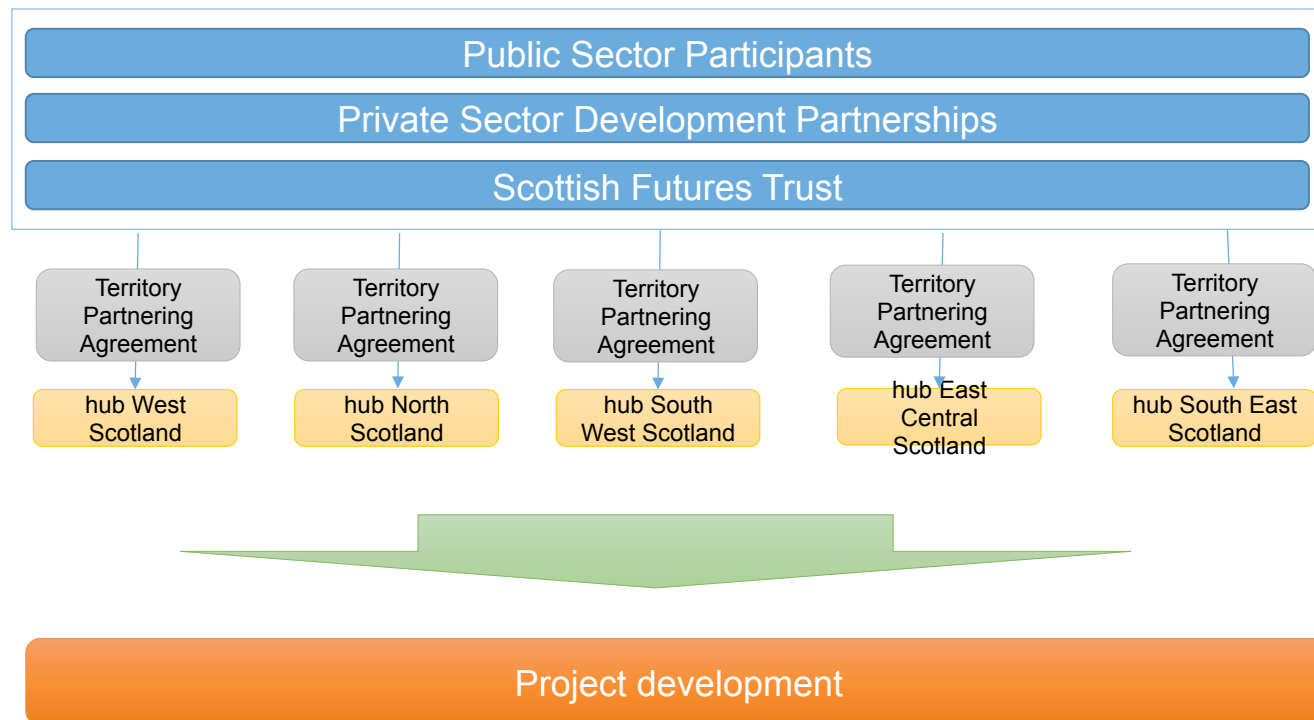 Public Sector Participants
Private Sector Development Partnerships
Scottish Futures Trust
Territory
Partnering
Agreement
Territory
Partnering
Agreement
Territory
Partnering
Agreement
Territory
Partnering
Agreement
Territory
Partnering
Agreement
hub West
Scotland
hub North
Scotland
hub South
West Scotland
hub East
Central
Scotland
hub South East
Scotland
Project development